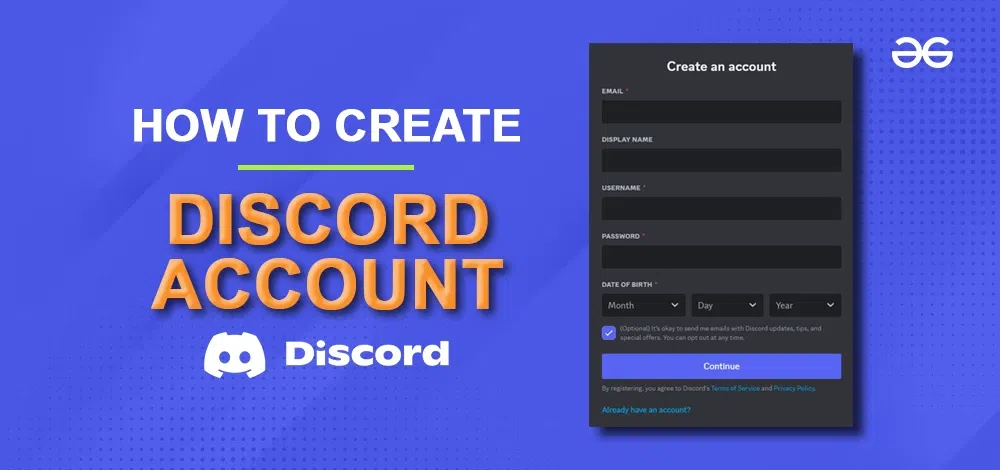 HOW TO CREATE
DISCORD
ACCOUNT
Discord
Create an account
EMAIL *
DISPLAY NAME
USERNAME *
PASSWORD *
DATE OF BIRTH *
Month
Day
Year
(Optional) It's okay to send me emails with Discord updates, tips, and
special offers. You can opt out at any time.
Continue
By registering, you agree to Discord's Terms of Service and Privacy Policy.
Already have an account?